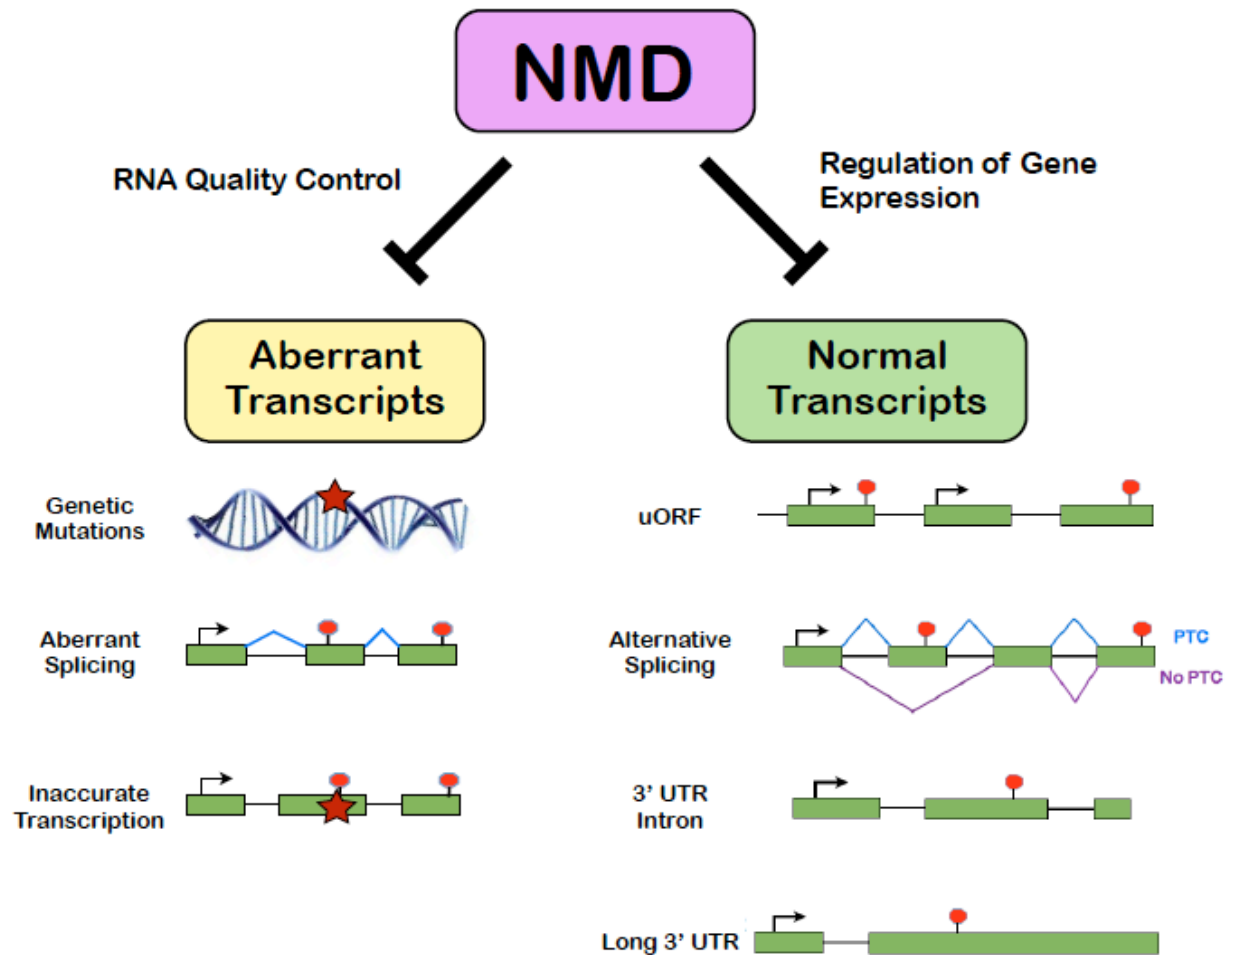 NMD
RNA Quality Control
Regulation of Gene
Expression
Aberrant
Transcripts
Normal
Transcripts
Genetic
Mutations
uORF
Aberrant
Splicing
Alternative
Splicing
PTC
No PTC
Inaccurate
Transcription
3' UTR
Intron
Long 3' UTR